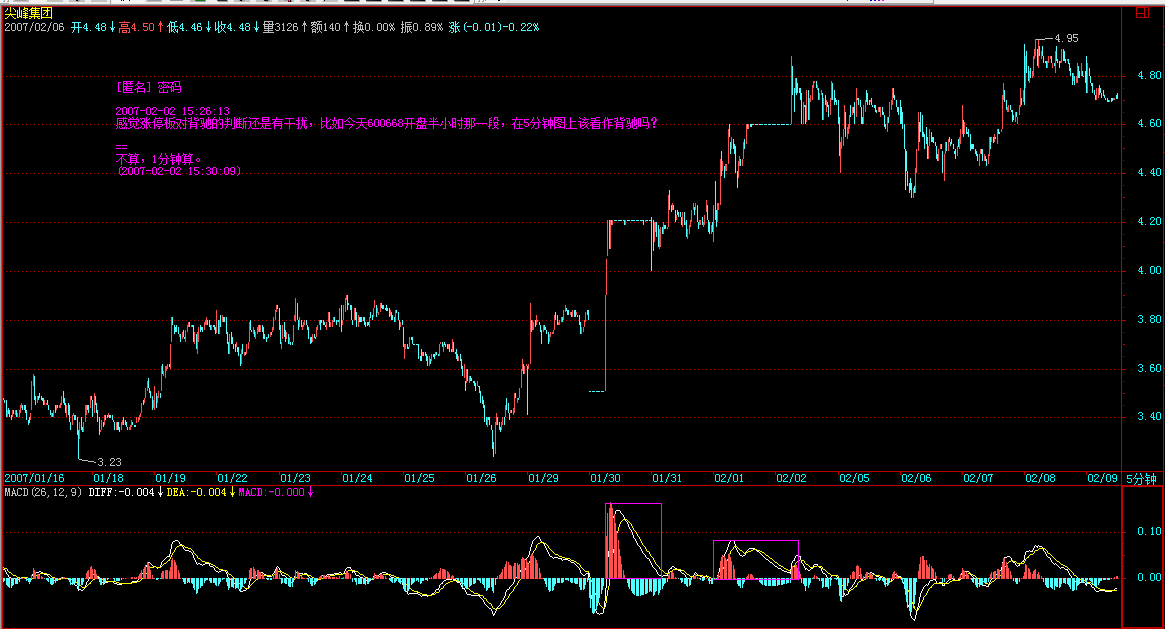 尖峰集团
日
2007/02/06 开4.48↓高4.50↑低4.46↓收4.48↓量3126↑额140↑换0.00% 振0.89% 涨(-0.01)-0.22%
4.95
4.80
[匿名] 密码
2007-02-02 15:26:13
感觉涨停板对背驰的判断还是有干扰，比如今天600668开盘半小时那一段，在5分钟图上该看作背驰吗？
4.60
==
不算，1分钟算。
(2007-02-02 15:30:09)
4.40
4.20
4.00
3.80
3.60
3.40
3.23
2007/01/16 01/18 01/19 01/22 01/23 01/24 01/25 01/26 01/29 01/30 01/31 02/01 02/02 02/05 02/06 02/07 02/08 02/09 5分钟
MACD(26,12,9) DIFF:-0.004↓DEA:-0.004↓MACD:-0.000↓
0.10
0.00